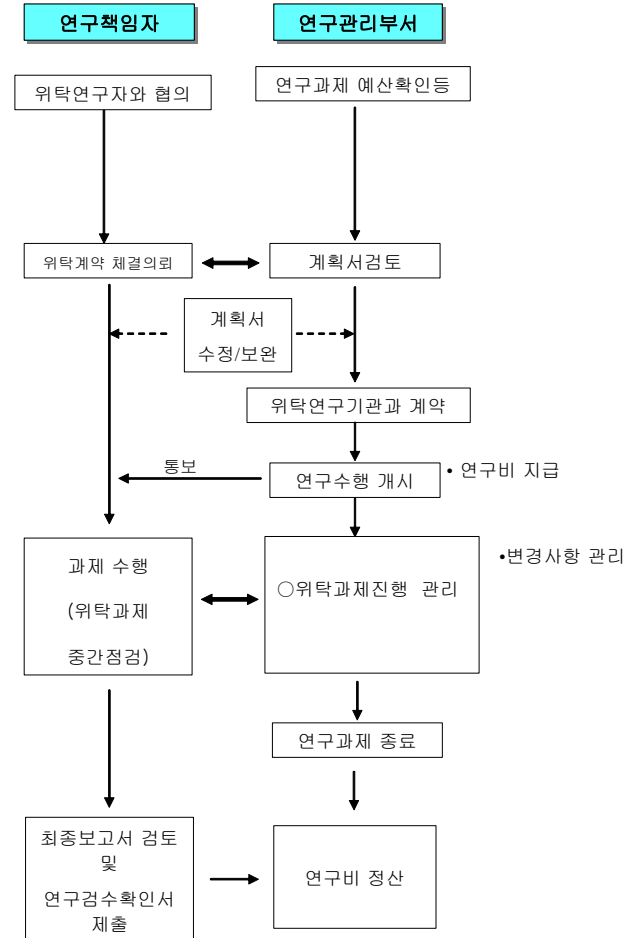 연구책임자
연구관리부서
위탁연구자와 협의
연구과제 예산확인등
위탁계약 체결의뢰
계획서검토
계획서
수정/보완
위탁연구기관과 계약
통보
연구수행 개시
• 연구비 지급
과제 수행
(위탁과제
중간점검)
○위탁과제진행 관리
•변경사항 관리
연구과제 종료
최종보고서 검토
및
연구검수확인서
제출
연구비 정산